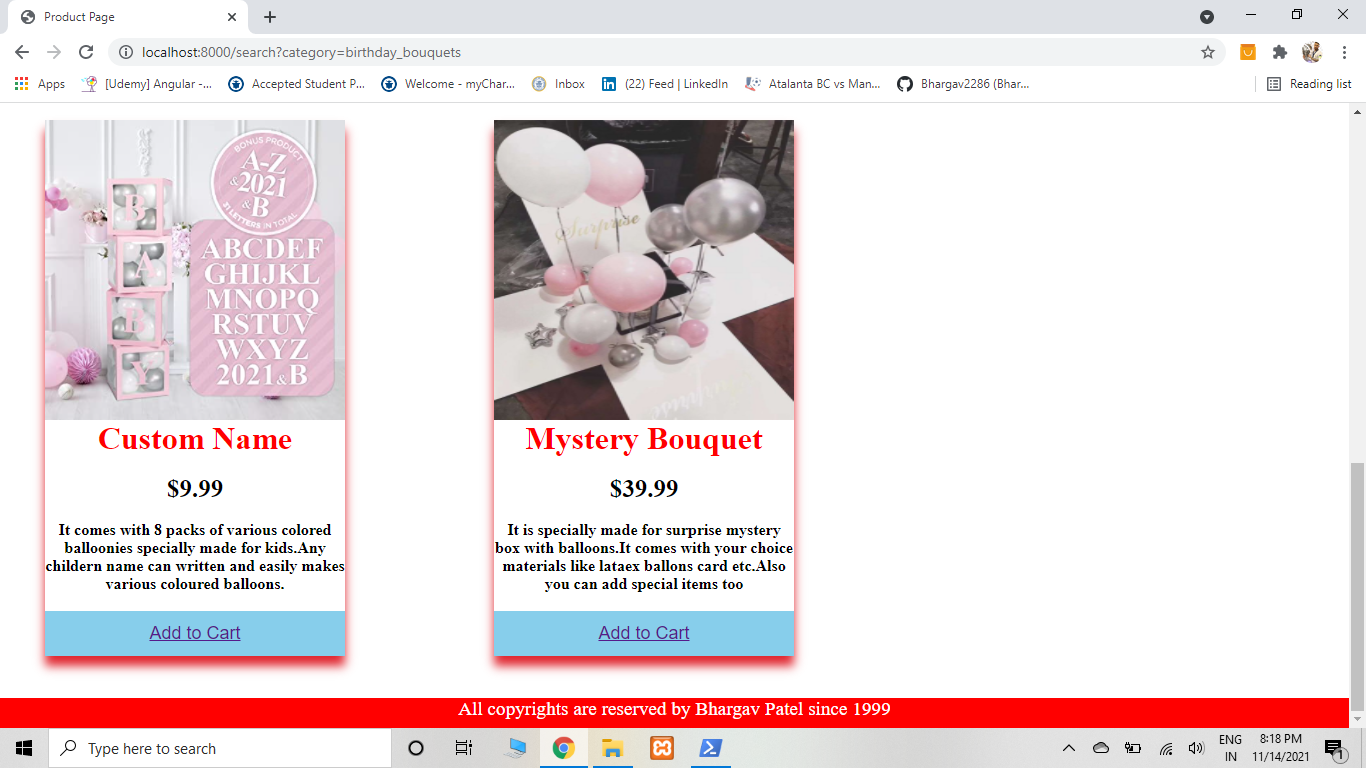 Product Page
localhost:8000/search?category=birthday_bouquets
Apps
[Udemy] Angular -...
Accepted Student P...
Welcome - myChar...
Inbox
(22) Feed | LinkedIn
Atalanta BC vs Man...
Bhargav2286 (Bhar...
Reading list
BONUS PRODUCT
A-Z
&2021
&B
31 LETTERS IN TOTAL
B
A
B
Y
ABCDEF
GHIJKL
MNOPQ
RSTUV
WXYZ
2021&B
Custom Name
$9.99
It comes with 8 packs of various colored
balloonies specially made for kids.Any
childern name can written and easily makes
various coloured balloons.
Add to Cart
Surprise
Surprise
Mystery Bouquet
$39.99
It is specially made for surprise mystery
box with balloons.It comes with your choice
materials like lataex ballons card etc.Also
you can add special items too
Add to Cart
All copyrights are reserved by Bhargav Patel since 1999
Type here to search
ENG
IN
8:18 PM
11/14/2021
1